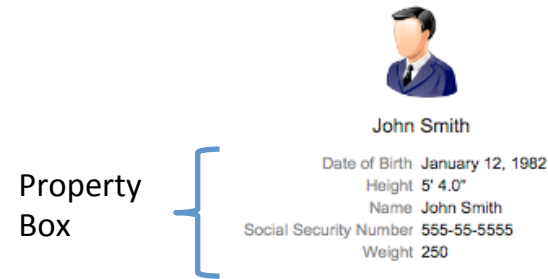 John Smith
Date of Birth January 12, 1982
Height 5' 4.0"
Name John Smith
Social Security Number 555-55-5555
Weight 250
Property
Box